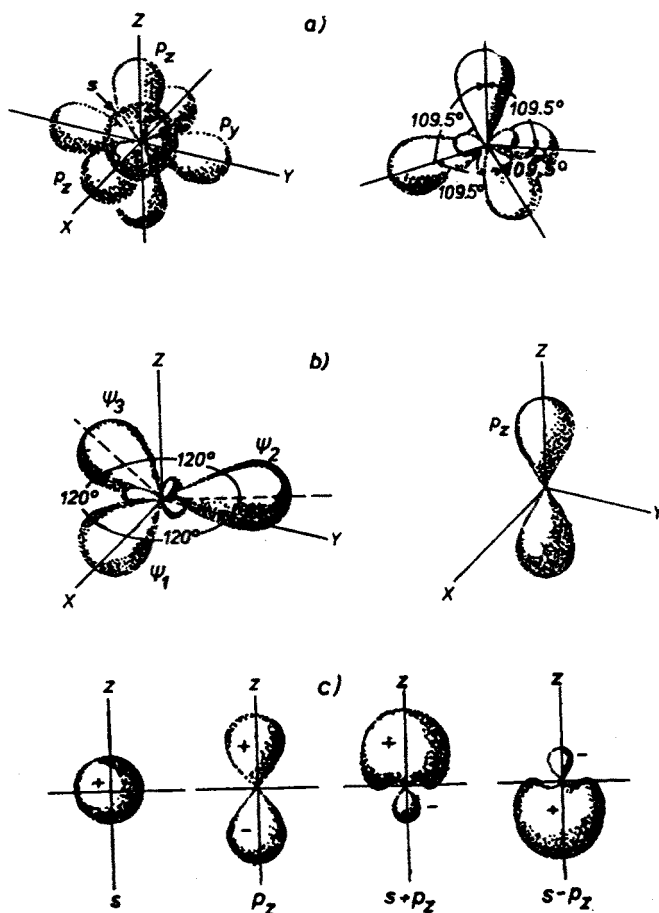 a)
Z
p_z
s
p_y
p_z
Y
X
109.5° 109.5°
109.5° 109.5°
b)
Z
ψ_3
ψ_2
120°
120°
120°
ψ_1
Y
X
Z
p_z
Y
X
c)
Z Z Z Z
+ + + -
- - +
s p_z s+p_z s-p_z